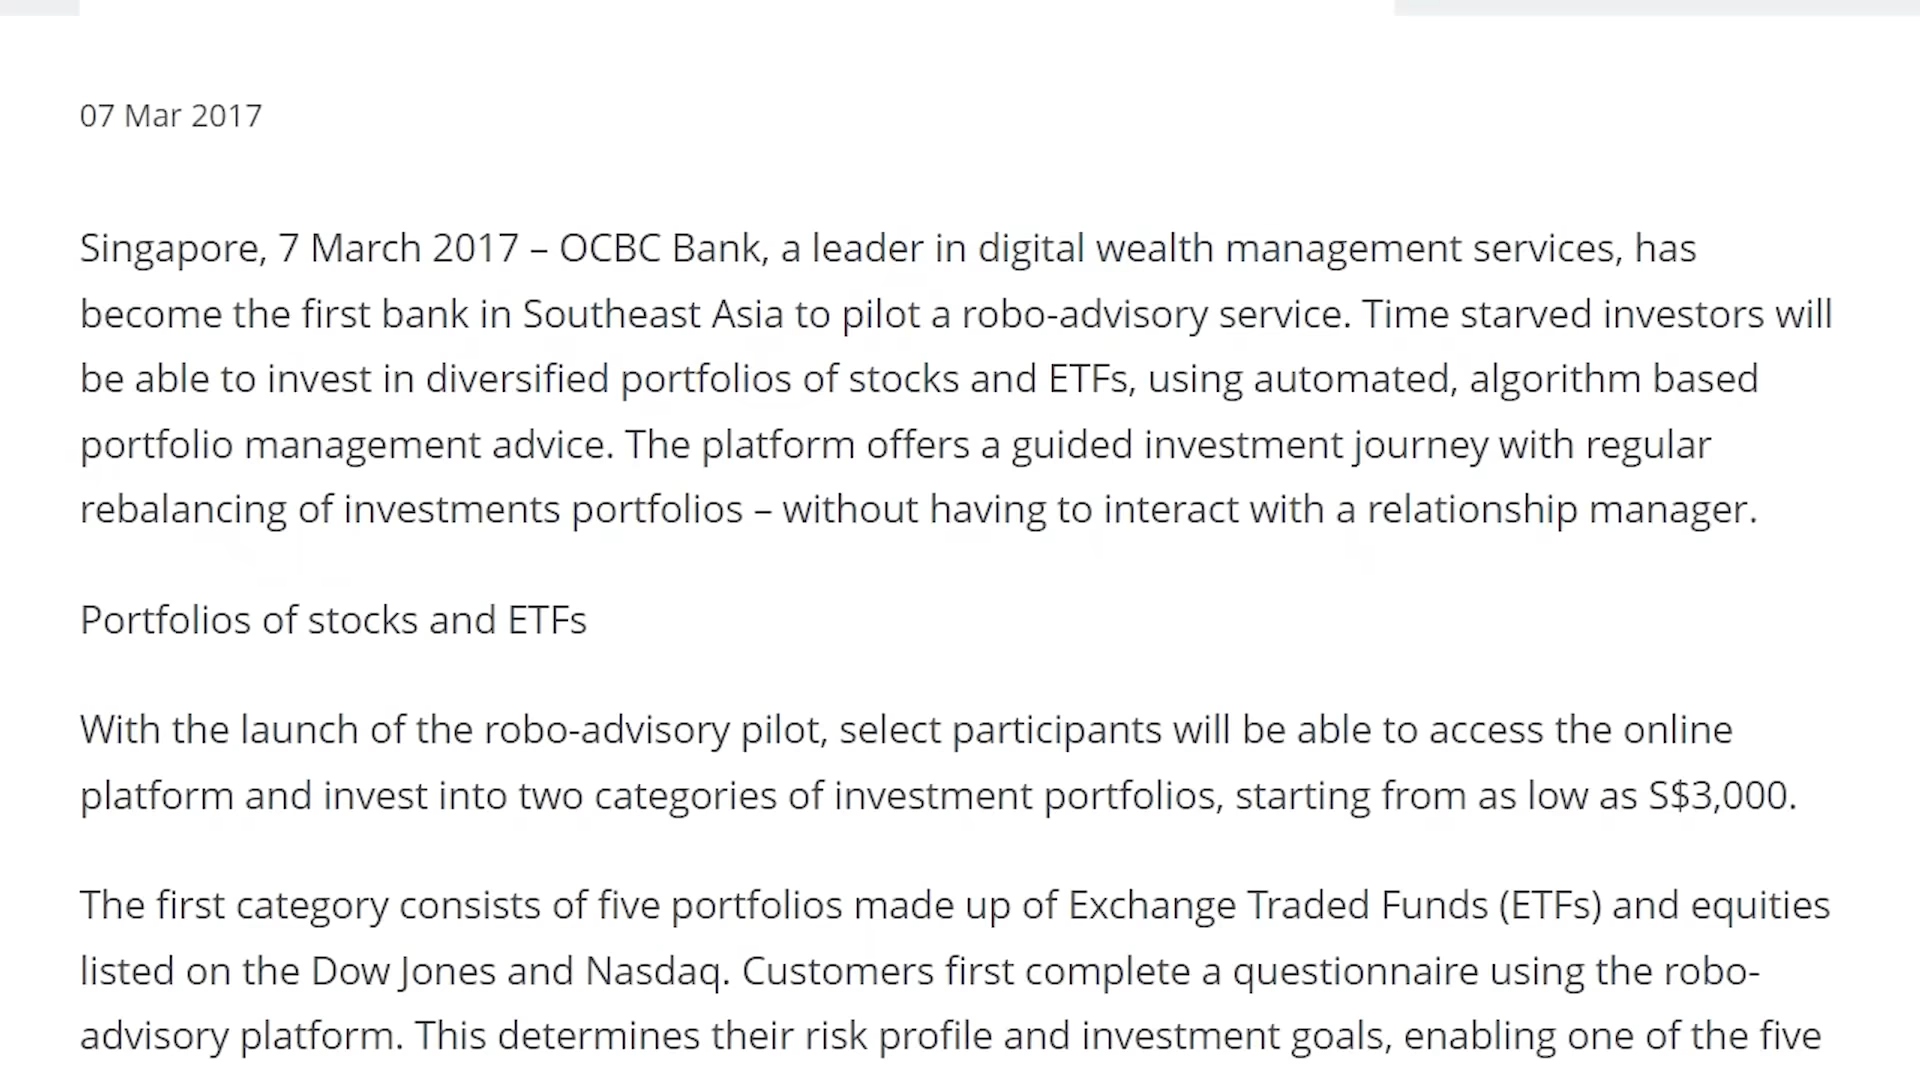 07 Mar 2017
Singapore, 7 March 2017 – OCBC Bank, a leader in digital wealth management services, has
become the first bank in Southeast Asia to pilot a robo-advisory service. Time starved investors will
be able to invest in diversified portfolios of stocks and ETFs, using automated, algorithm based
portfolio management advice. The platform offers a guided investment journey with regular
rebalancing of investments portfolios – without having to interact with a relationship manager.
Portfolios of stocks and ETFs
With the launch of the robo-advisory pilot, select participants will be able to access the online
platform and invest into two categories of investment portfolios, starting from as low as S$3,000.
The first category consists of five portfolios made up of Exchange Traded Funds (ETFs) and equities
listed on the Dow Jones and Nasdaq. Customers first complete a questionnaire using the robo-
advisory platform. This determines their risk profile and investment goals, enabling one of the five